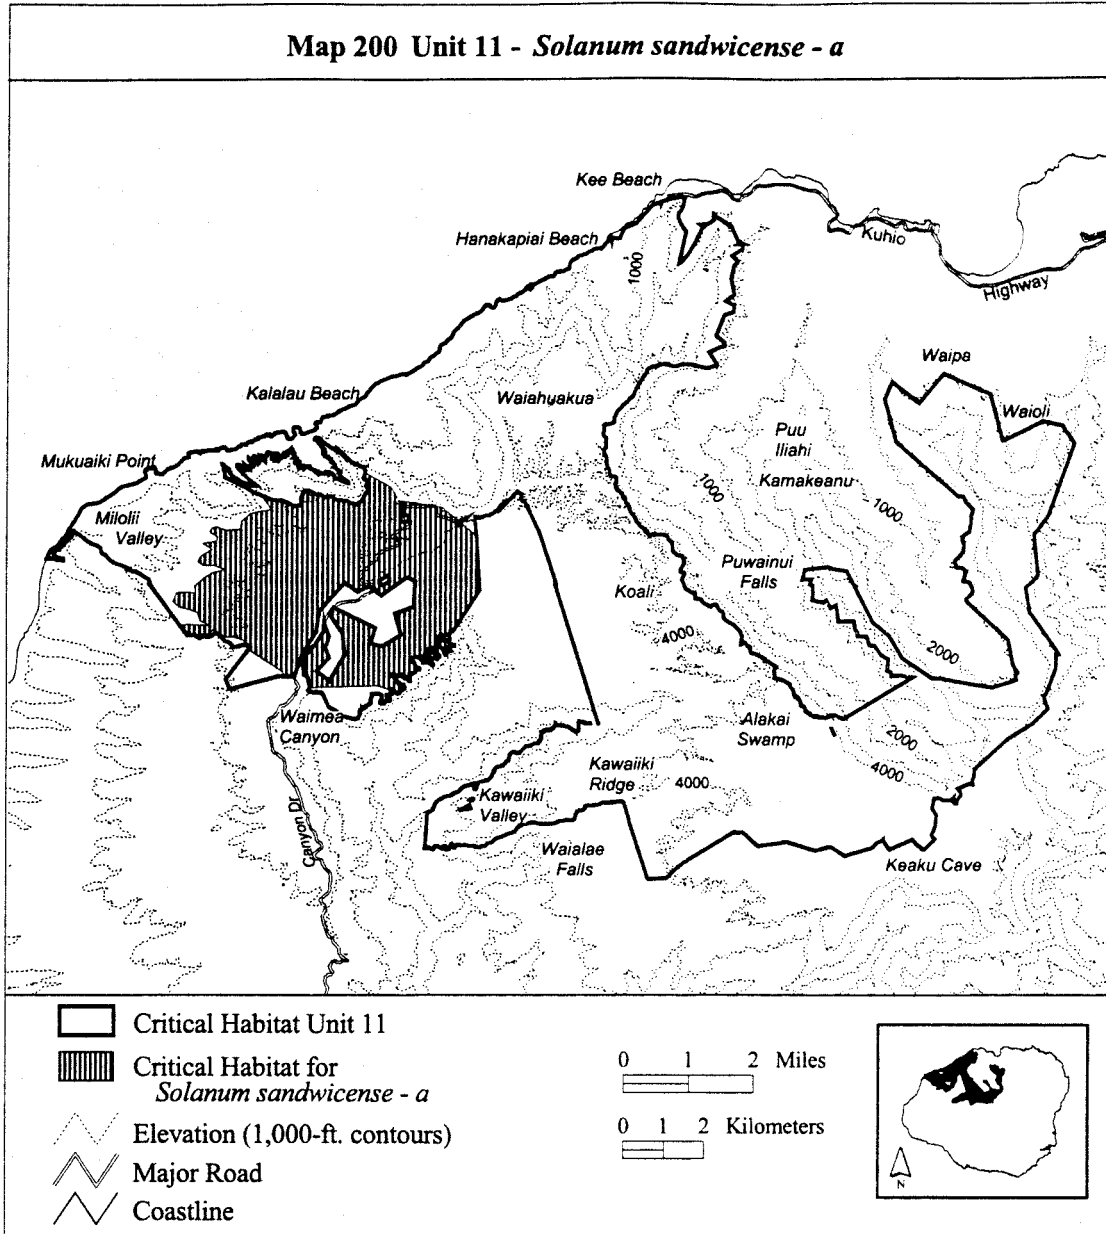 Map 200 Unit 11 - Solanum sandwicense - a
Kee Beach
Hanakapiai Beach
Kuhio
Highway
1000
Waipa
Kalalau Beach
Waiahuakua
Waioli
Puu
Iliahi
Mukuaiki Point
Kamakeanu
1000
1000
Milolii
Valley
Puwainui
Falls
Koali
4000
2000
Waimea
Canyon
Alakai
Swamp
2000
4000
Kawaiiki
Ridge
4000
Kawaiiki
Valley
Canyon Dr
Waialae
Falls
Keaku Cave
Critical Habitat Unit 11
Critical Habitat for
Solanum sandwicense - a
Elevation (1,000-ft. contours)
Major Road
Coastline
0 1 2 Miles
0 1 2 Kilometers
N